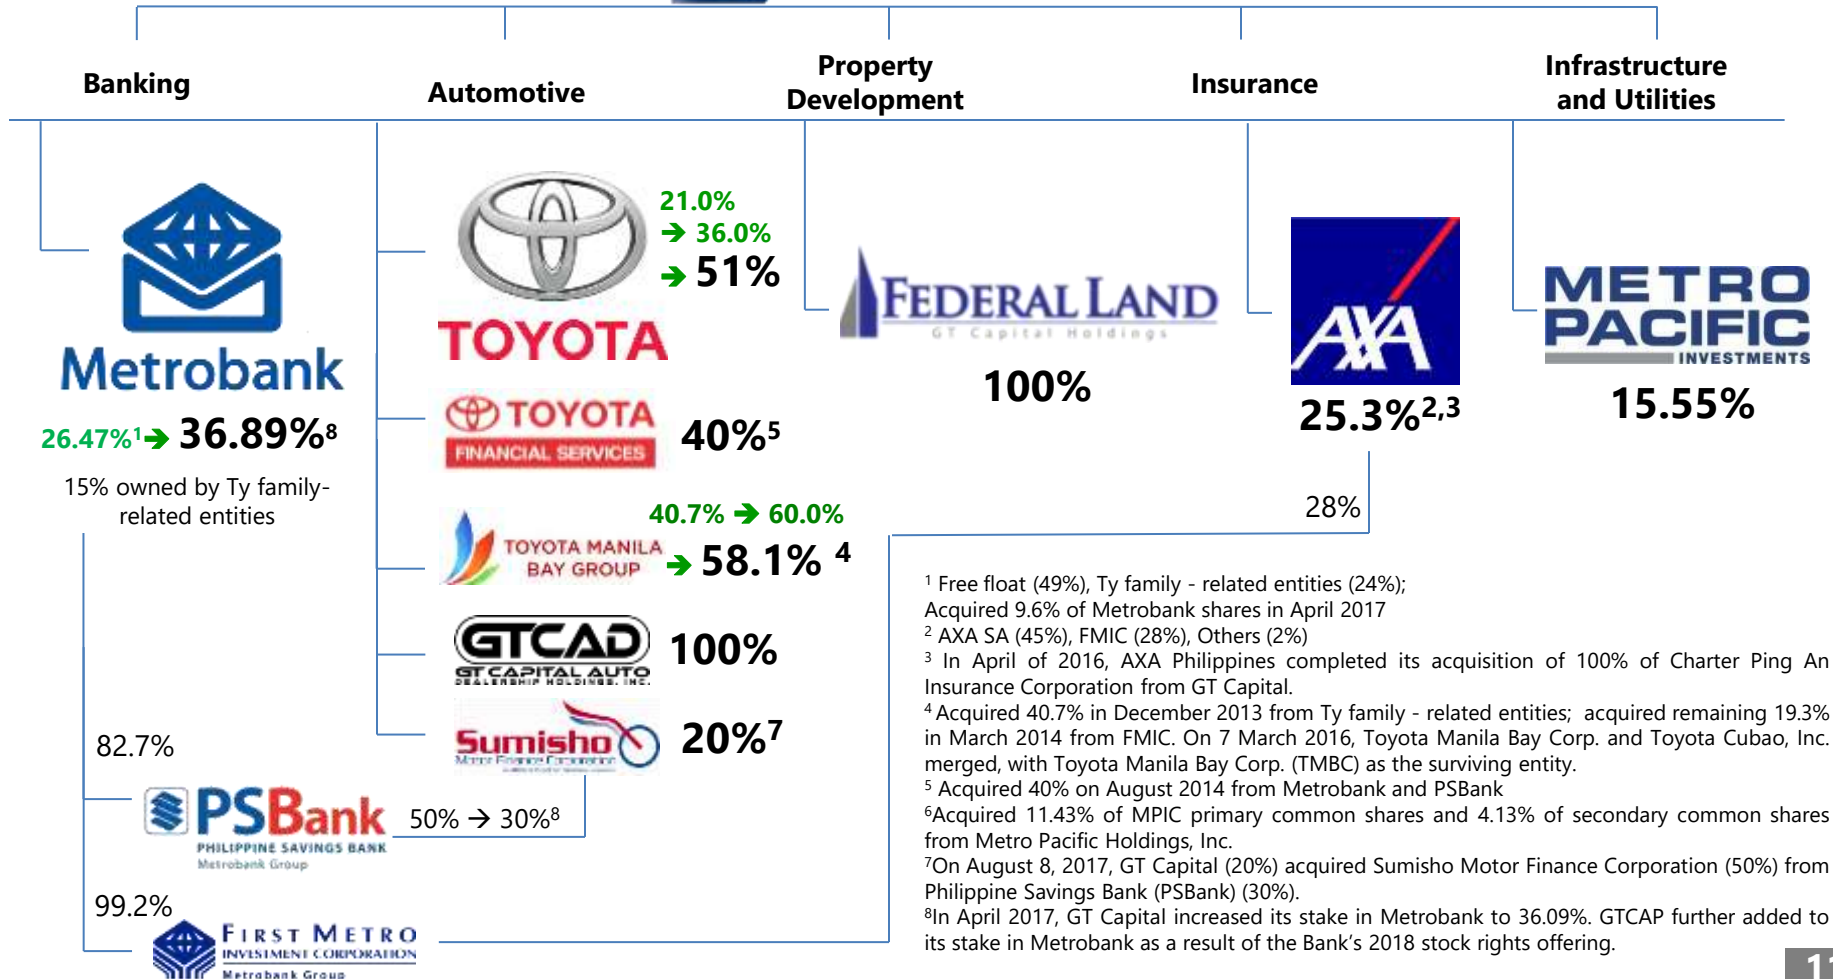 Banking
Automotive
Property
Development
Insurance
Infrastructure
and Utilities
Metrobank
26.47%¹➔ 36.89%⁸
15% owned by Ty family-
related entities
21.0%
➔ 36.0%
➔ 51%
TOYOTA
TOYOTA
FINANCIAL SERVICES
40%⁵
40.7% ➔ 60.0%
TOYOTA MANILA
BAY GROUP
➔ 58.1% ⁴
GTCAD
GT CAPITAL AUTO
DEALERSHIP HOLDINGS, INC.
100%
Sumisho
Motor Finance Corporation
20%⁷
FEDERAL LAND
GT Capital Holdings
100%
AXA
25.3%²,³
28%
METRO
PACIFIC
INVESTMENTS
15.55%
82.7%
PSBank
PHILIPPINE SAVINGS BANK
Metrobank Group
50% → 30%⁸
99.2%
FIRST METRO
INVESTMENT CORPORATION
Metrobank Group
¹ Free float (49%), Ty family - related entities (24%);
Acquired 9.6% of Metrobank shares in April 2017
² AXA SA (45%), FMIC (28%), Others (2%)
³ In April of 2016, AXA Philippines completed its acquisition of 100% of Charter Ping An
Insurance Corporation from GT Capital.
⁴ Acquired 40.7% in December 2013 from Ty family - related entities; acquired remaining 19.3%
in March 2014 from FMIC. On 7 March 2016, Toyota Manila Bay Corp. and Toyota Cubao, Inc.
merged, with Toyota Manila Bay Corp. (TMBC) as the surviving entity.
⁵ Acquired 40% on August 2014 from Metrobank and PSBank
⁶Acquired 11.43% of MPIC primary common shares and 4.13% of secondary common shares
from Metro Pacific Holdings, Inc.
⁷On August 8, 2017, GT Capital (20%) acquired Sumisho Motor Finance Corporation (50%) from
Philippine Savings Bank (PSBank) (30%).
⁸In April 2017, GT Capital increased its stake in Metrobank to 36.09%. GTCAP further added to
its stake in Metrobank as a result of the Bank's 2018 stock rights offering.